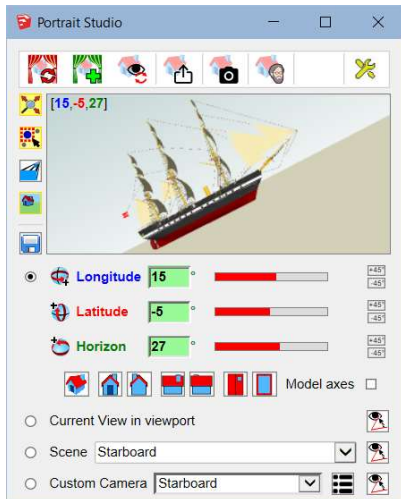 Portrait Studio
[15,-5,27]
Longitude 15 ° +45° -45°
Latitude -5 ° +45° -45°
Horizon 27 ° +45° -45°
Model axes
Current View in viewport
Scene Starboard
Custom Camera Starboard